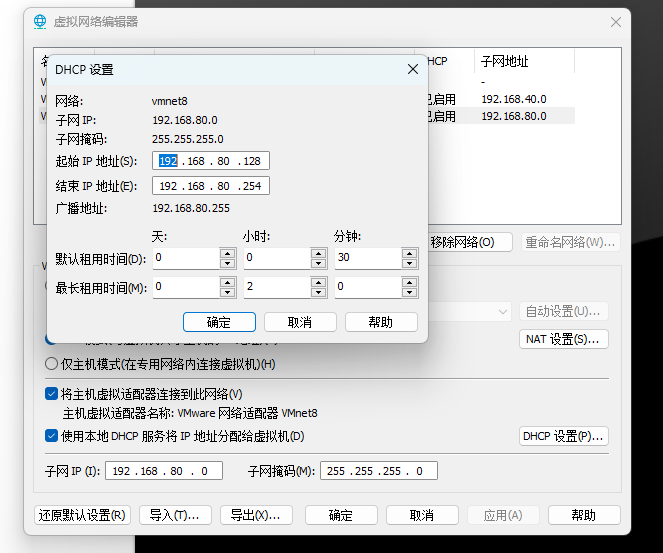 虚拟网络编辑器
DHCP 设置
子网地址
-
已启用 192.168.40.0
已启用 192.168.80.0
网络: vmnet8
子网 IP: 192.168.80.0
子网掩码: 255.255.255.0
起始 IP 地址(S): 192 . 168 . 80 . 128
结束 IP 地址(E): 192 . 168 . 80 . 254
广播地址: 192.168.80.255
天: 小时: 分钟:
默认租用时间(D): 0 0 30
最长租用时间(M): 0 2 0
确定 取消 帮助
移除网络(O) 重命名网络(W)...
自动设置(U)...
NAT 设置(S)...
仅主机模式(在专用网络内连接虚拟机)(H)
将主机虚拟适配器连接到此网络(V)
主机虚拟适配器名称: VMware 网络适配器 VMnet8
使用本地 DHCP 服务将 IP 地址分配给虚拟机(D) DHCP 设置(P)...
子网 IP (I): 192 . 168 . 80 . 0 子网掩码(M): 255 . 255 . 255 . 0
还原默认设置(R) 导入(T)... 导出(X)... 确定 取消 应用(A) 帮助